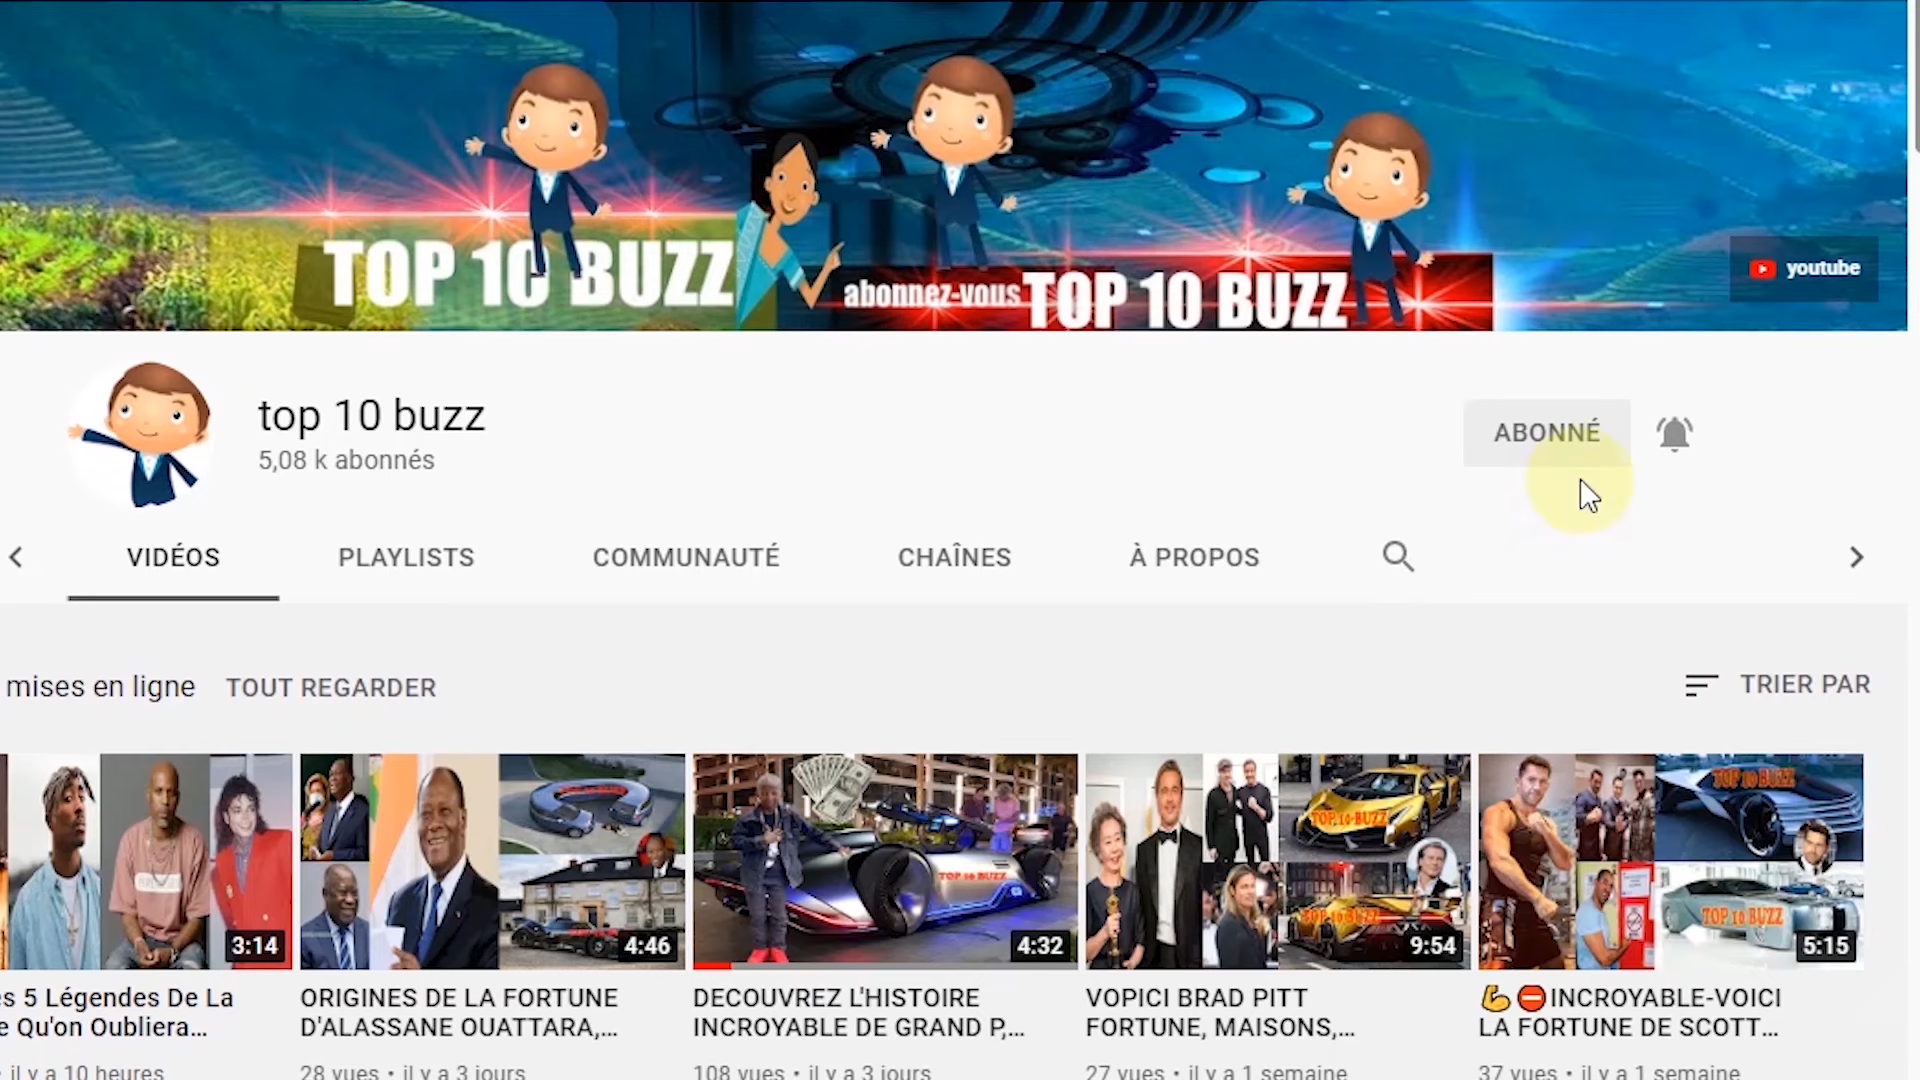 TOP 10 BUZZ
abonnez-vous TOP 10 BUZZ
youtube
top 10 buzz
5,08 k abonnés
ABONNÉ
VIDÉOS
PLAYLISTS
COMMUNAUTÉ
CHAÎNES
À PROPOS
mises en ligne
TOUT REGARDER
TRIER PAR
3:14
4:46
TOP 10 BUZZ
4:32
TOP 10 BUZZ
TOP 10 BUZZ
9:54
TOP 10 BUZZ
TOP 10 BUZZ
5:15
5 Légendes De La
Qu'on Oubliera...
il y a 10 heures
ORIGINES DE LA FORTUNE
D'ALASSANE OUATTARA,...
28 vues • il y a 3 jours
DECOUVREZ L'HISTOIRE
INCROYABLE DE GRAND P,...
108 vues • il y a 3 jours
VOPICI BRAD PITT
FORTUNE, MAISONS,...
27 vues • il y a 1 semaine
💪⛔INCROYABLE-VOICI
LA FORTUNE DE SCOTT...
37 vues • il y a 1 semaine